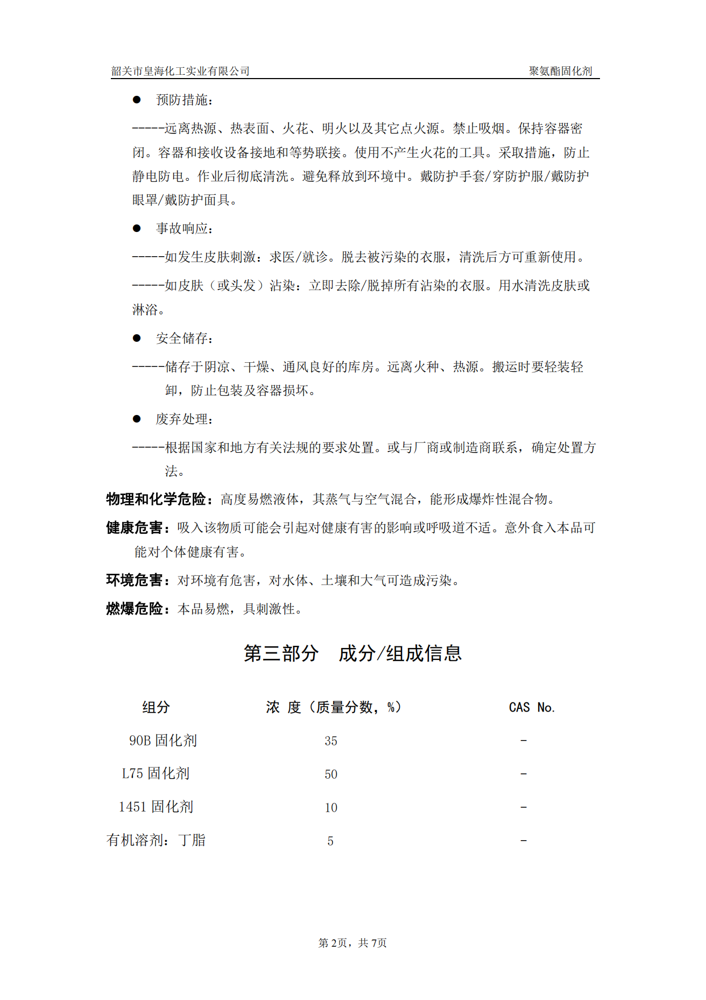 韶关市皇海化工实业有限公司 聚氨酯固化剂
● 预防措施：
-----远离热源、热表面、火花、明火以及其它点火源。禁止吸烟。保持容器密
闭。容器和接收设备接地和等势联接。使用不产生火花的工具。采取措施，防止
静电防电。作业后彻底清洗。避免释放到环境中。戴防护手套/穿防护服/戴防护
眼罩/戴防护面具。
● 事故响应：
-----如发生皮肤刺激：求医/就诊。脱去被污染的衣服，清洗后方可重新使用。
-----如皮肤（或头发）沾染：立即去除/脱掉所有沾染的衣服。用水清洗皮肤或
淋浴。
● 安全储存：
-----储存于阴凉、干燥、通风良好的库房。远离火种、热源。搬运时要轻装轻
卸，防止包装及容器损坏。
● 废弃处理：
-----根据国家和地方有关法规的要求处置。或与厂商或制造商联系，确定处置方
法。
物理和化学危险：高度易燃液体，其蒸气与空气混合，能形成爆炸性混合物。
健康危害：吸入该物质可能会引起对健康有害的影响或呼吸道不适。意外食入本品可
能对个体健康有害。
环境危害：对环境有危害，对水体、土壤和大气可造成污染。
燃爆危险：本品易燃，具刺激性。
第三部分 成分/组成信息
组分 浓 度（质量分数，%） CAS No.
90B 固化剂 35 -
L75 固化剂 50 -
1451 固化剂 10 -
有机溶剂：丁脂 5 -
第 2页，共 7页